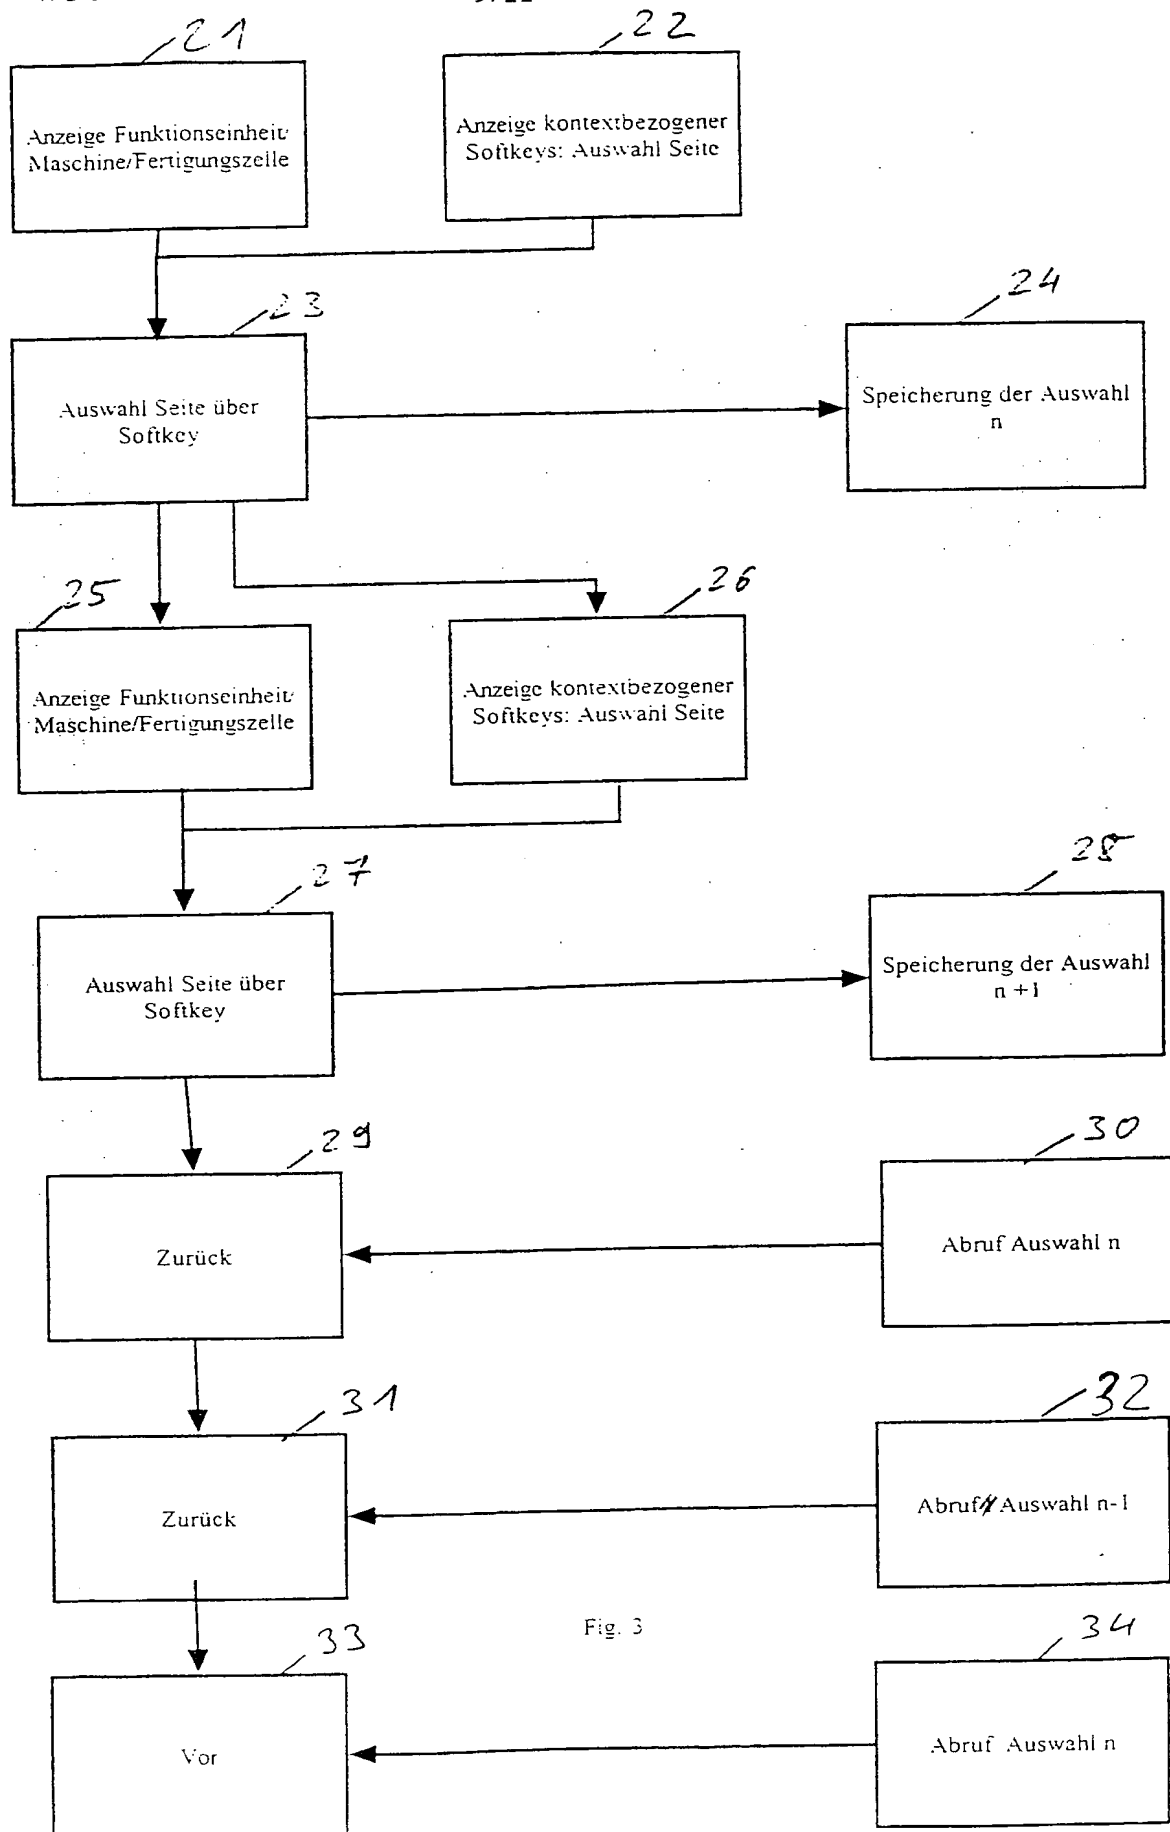 21
22
Anzeige Funktionseinheit/
Maschine/Fertigungszelle
Anzeige kontextbezogener
Softkeys: Auswahl Seite
23
24
Auswahl Seite über
Softkey
Speicherung der Auswahl
n
25
26
Anzeige Funktionseinheit/
Maschine/Fertigungszelle
Anzeige kontextbezogener
Softkeys: Auswahl Seite
27
28
Auswahl Seite über
Softkey
Speicherung der Auswahl
n+1
29
30
Zurück
Abruf Auswahl n
31
32
Zurück
Abruf Auswahl n-1
Fig. 3
33
34
Vor
Abruf Auswahl n